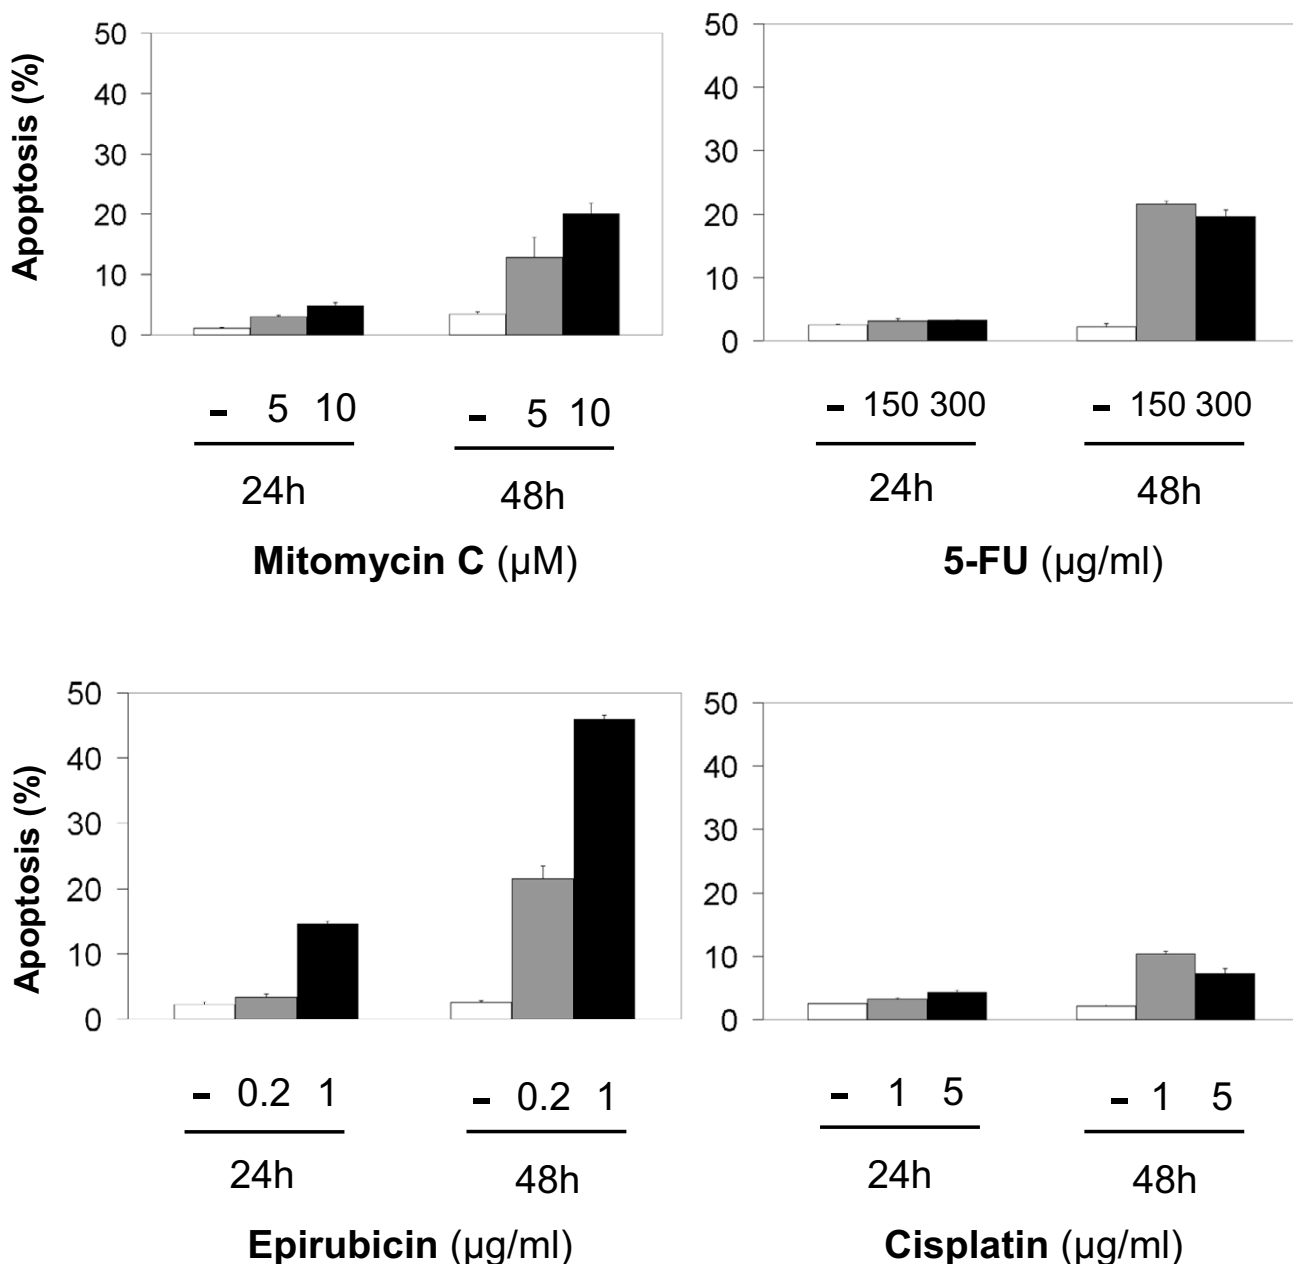 Apoptosis (%)
50
40
30
20
10
0
- 5 10
- 5 10
24h
48h
Mitomycin C (μM)
50
40
30
20
10
0
- 150 300
- 150 300
24h
48h
5-FU (μg/ml)
Apoptosis (%)
50
40
30
20
10
0
- 0.2 1
- 0.2 1
24h
48h
Epirubicin (μg/ml)
50
40
30
20
10
0
- 1 5
- 1 5
24h
48h
Cisplatin (μg/ml)